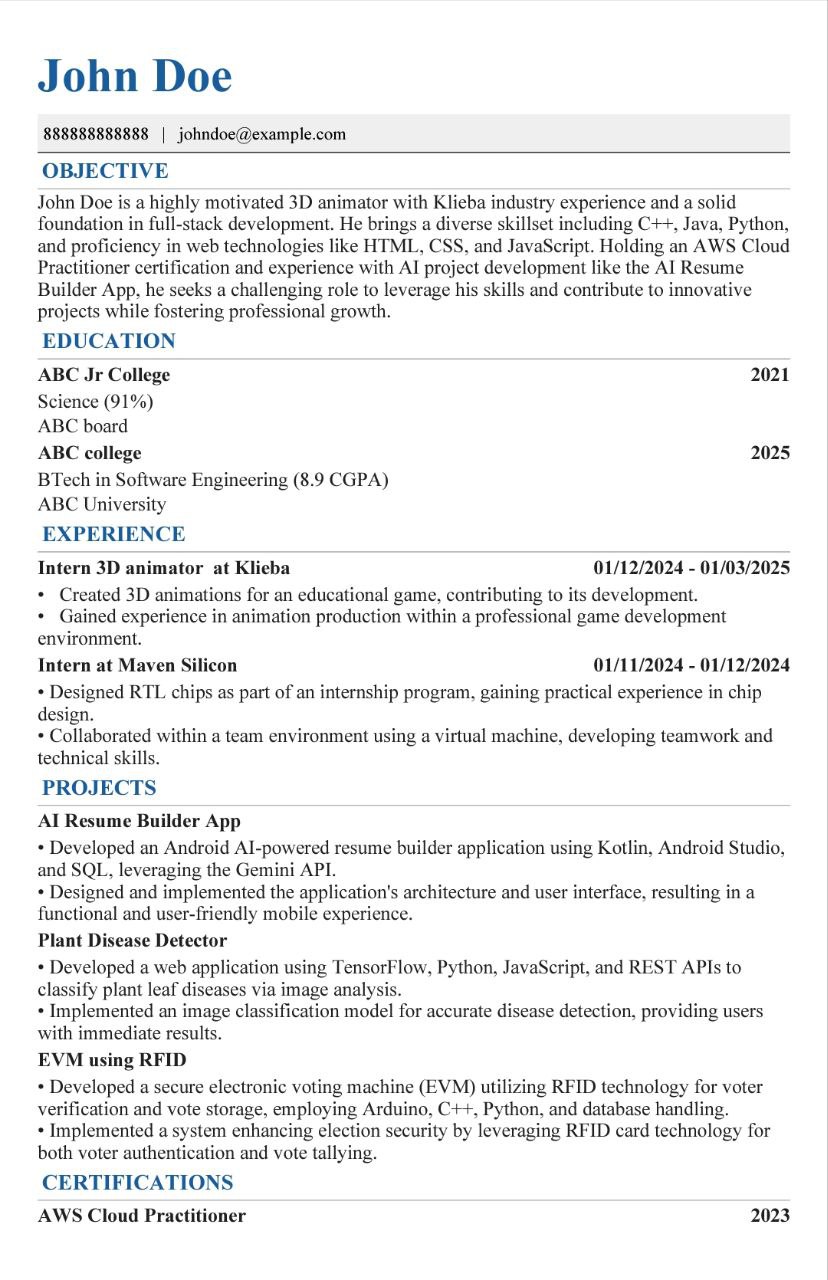 John Doe
888888888888 | johndoe@example.com
OBJECTIVE
John Doe is a highly motivated 3D animator with Klieba industry experience and a solid
foundation in full-stack development. He brings a diverse skillset including C++, Java, Python,
and proficiency in web technologies like HTML, CSS, and JavaScript. Holding an AWS Cloud
Practitioner certification and experience with AI project development like the AI Resume
Builder App, he seeks a challenging role to leverage his skills and contribute to innovative
projects while fostering professional growth.
EDUCATION
ABC Jr College 2021
Science (91%)
ABC board
ABC college 2025
BTech in Software Engineering (8.9 CGPA)
ABC University
EXPERIENCE
Intern 3D animator  at Klieba 01/12/2024 - 01/03/2025
• Created 3D animations for an educational game, contributing to its development.
• Gained experience in animation production within a professional game development
environment.
Intern at Maven Silicon 01/11/2024 - 01/12/2024
• Designed RTL chips as part of an internship program, gaining practical experience in chip
design.
• Collaborated within a team environment using a virtual machine, developing teamwork and
technical skills.
PROJECTS
AI Resume Builder App
• Developed an Android AI-powered resume builder application using Kotlin, Android Studio,
and SQL, leveraging the Gemini API.
• Designed and implemented the application's architecture and user interface, resulting in a
functional and user-friendly mobile experience.
Plant Disease Detector
• Developed a web application using TensorFlow, Python, JavaScript, and REST APIs to
classify plant leaf diseases via image analysis.
• Implemented an image classification model for accurate disease detection, providing users
with immediate results.
EVM using RFID
• Developed a secure electronic voting machine (EVM) utilizing RFID technology for voter
verification and vote storage, employing Arduino, C++, Python, and database handling.
• Implemented a system enhancing election security by leveraging RFID card technology for
both voter authentication and vote tallying.
CERTIFICATIONS
AWS Cloud Practitioner 2023